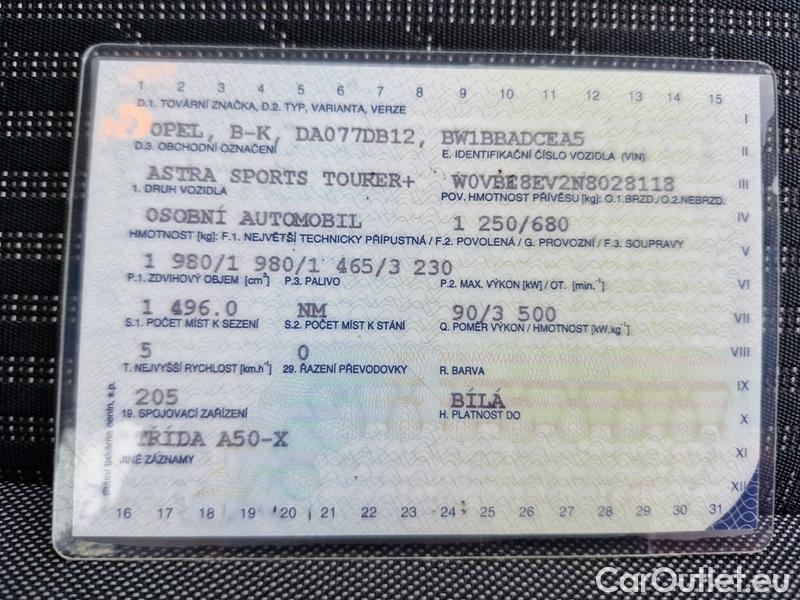 1 2 3 4 5 6 7 8 9 10 11 12 13 14 15
D.1. TOVÁRNÍ ZNAČKA, D.2. TYP, VARIANTA, VERZE
I
OPEL, B-K, DA077DB12, BW1BBADCEA5
D.3. OBCHODNÍ OZNAČENÍ E. IDENTIFIKAČNÍ ČÍSLO VOZIDLA (VIN)
II
ASTRA SPORTS TOURER+ W0VBE8EV2N8028118
III
1. DRUH VOZIDLA POV. HMOTNOST PŘÍVĚSU [kg]: O.1.BRZD./O.2.NEBRZD.
OSOBNÍ AUTOMOBIL 1 250/680
IV
HMOTNOST [kg]: F.1. NEJVĚTŠÍ TECHNICKY PŘÍPUSTNÁ / F.2. POVOLENÁ / G. PROVOZNÍ / F.3. SOUPRAVY
V
1 980/1 980/1 465/3 230
P.1. ZDVIHOVÝ OBJEM [cm³] P.3. PALIVO P.2. MAX. VÝKON [kW] / OT. [min.⁻¹]
VI
1 496.0 NM 90/3 500
VII
S.1. POČET MÍST K SEZENÍ S.2. POČET MÍST K STÁNÍ Q. POMĚR VÝKON / HMOTNOST [kW.kg⁻¹]
5 0
VIII
T. NEJVYŠŠÍ RYCHLOST [km.h⁻¹] 29. ŘAZENÍ PŘEVODOVKY R. BARVA
IX
205 BÍLÁ
19. SPOJOVACÍ ZAŘÍZENÍ H. PLATNOST DO
X
TŘÍDA A50-X
JINÉ ZÁZNAMY
XI
XII
Státní tiskárna cenin, s.p.
16 17 18 19 20 21 22 23 24 25 26 27 28 29 30 31
CarOutlet.eu